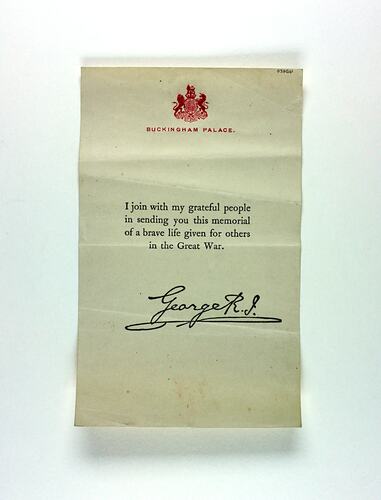 BUCKINGHAM PALACE.
I join with my grateful people
in sending you this memorial
of a brave life given for others
in the Great War.
George R.I.